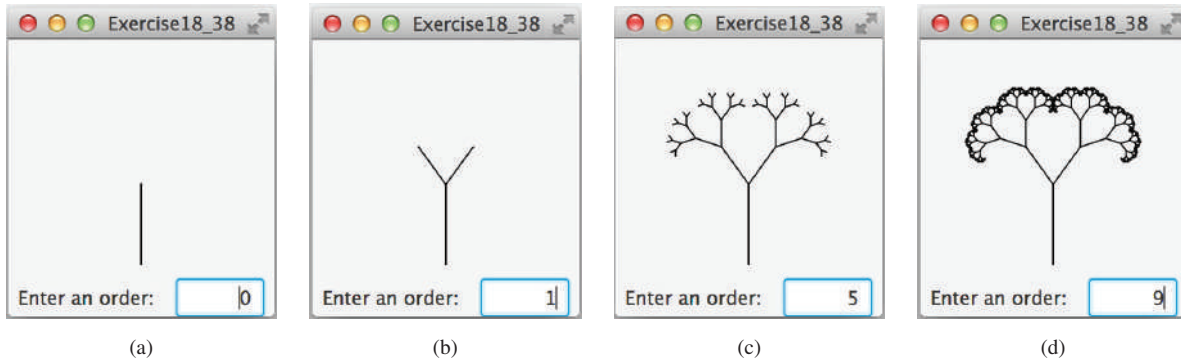 Exercise18_38
Enter an order: 0
(a)
Exercise18_38
Enter an order: 1
(b)
Exercise18_38
Enter an order: 5
(c)
Exercise18_38
Enter an order: 9
(d)